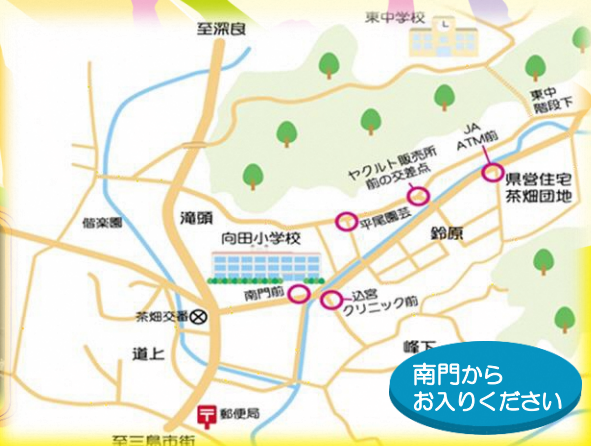 東中学校
至深良
東中
階段下
JA
ATM前
ヤクルト販売所
前の交差点
県営住宅
茶畑団地
滝頭
偕楽園
平尾園芸
鈴原
向田小学校
南門前
込宮
クリニック前
茶畑交番
道上
峰下
南門から
お入りください
郵便局
至三島市街